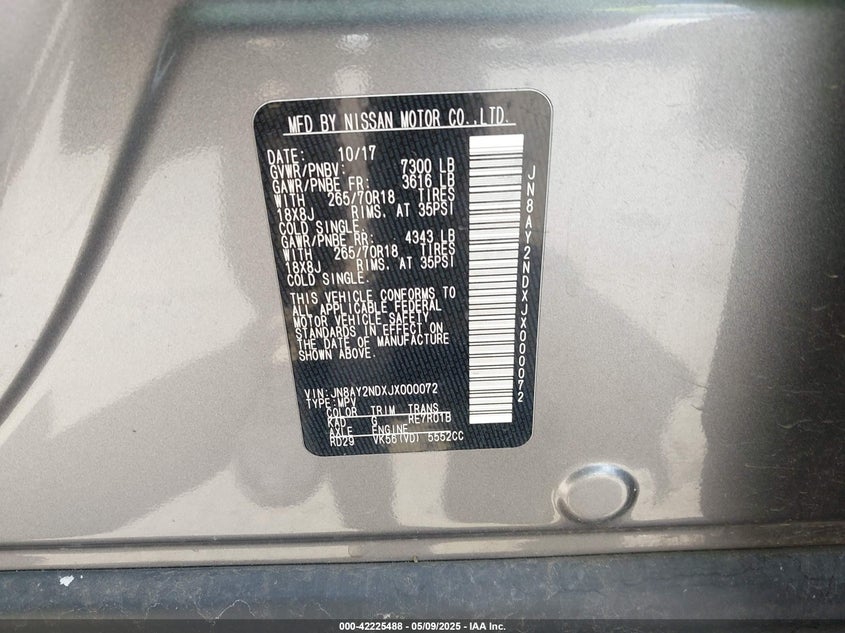 MFD BY NISSAN MOTOR CO.,LTD.
DATE: 10/17
GVWR/PNBV: 7300 LB
GAWR/PNBE FR: 3616 LB
WITH 265/70R18 TIRES
18X8J RIMS. AT 35PSI
COLD SINGLE.
GAWR/PNBE RR: 4343 LB
WITH 265/70R18 TIRES
18X8J RIMS. AT 35PSI
COLD SINGLE.
THIS VEHICLE CONFORMS TO
ALL APPLICABLE FEDERAL
MOTOR VEHICLE SAFETY
STANDARDS IN EFFECT ON
THE DATE OF MANUFACTURE
SHOWN ABOVE.
VIN:JN8AY2NDXJX000072
TYPE:MPV
COLOR TRIM TRANS
KAD G RE7R01B
AXLE ENGINE
RD29 VK56(VD) 5552CC
JN8AY2NDXJX000072
000-42225488 - 05/09/2025 - IAA Inc.